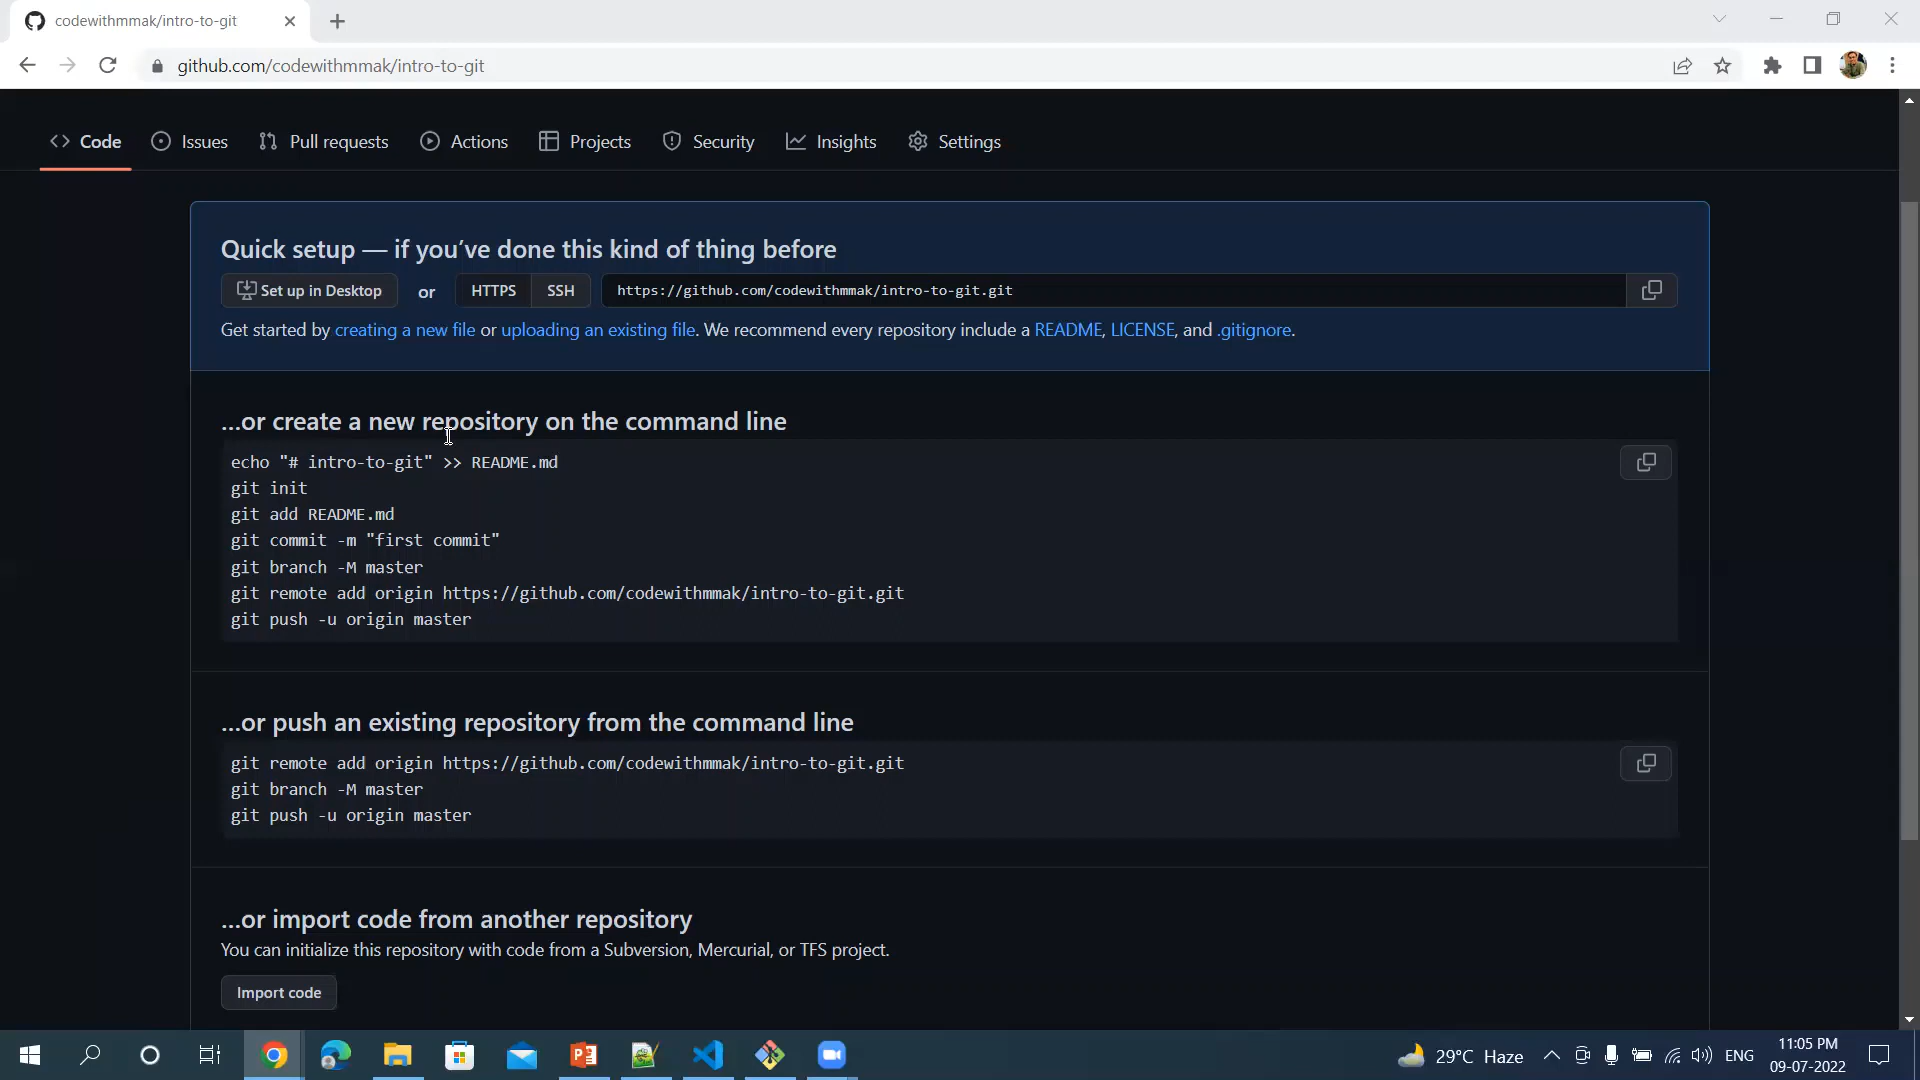 codewithmmak/intro-to-git
github.com/codewithmmak/intro-to-git
Code Issues Pull requests Actions Projects Security Insights Settings
Quick setup — if you’ve done this kind of thing before
Set up in Desktop or HTTPS SSH https://github.com/codewithmmak/intro-to-git.git
Get started by creating a new file or uploading an existing file. We recommend every repository include a README, LICENSE, and .gitignore.
…or create a new repository on the command line
echo "# intro-to-git" >> README.md
git init
git add README.md
git commit -m "first commit"
git branch -M master
git remote add origin https://github.com/codewithmmak/intro-to-git.git
git push -u origin master
…or push an existing repository from the command line
git remote add origin https://github.com/codewithmmak/intro-to-git.git
git branch -M master
git push -u origin master
…or import code from another repository
You can initialize this repository with code from a Subversion, Mercurial, or TFS project.
Import code
29°C Haze ENG 11:05 PM
09-07-2022